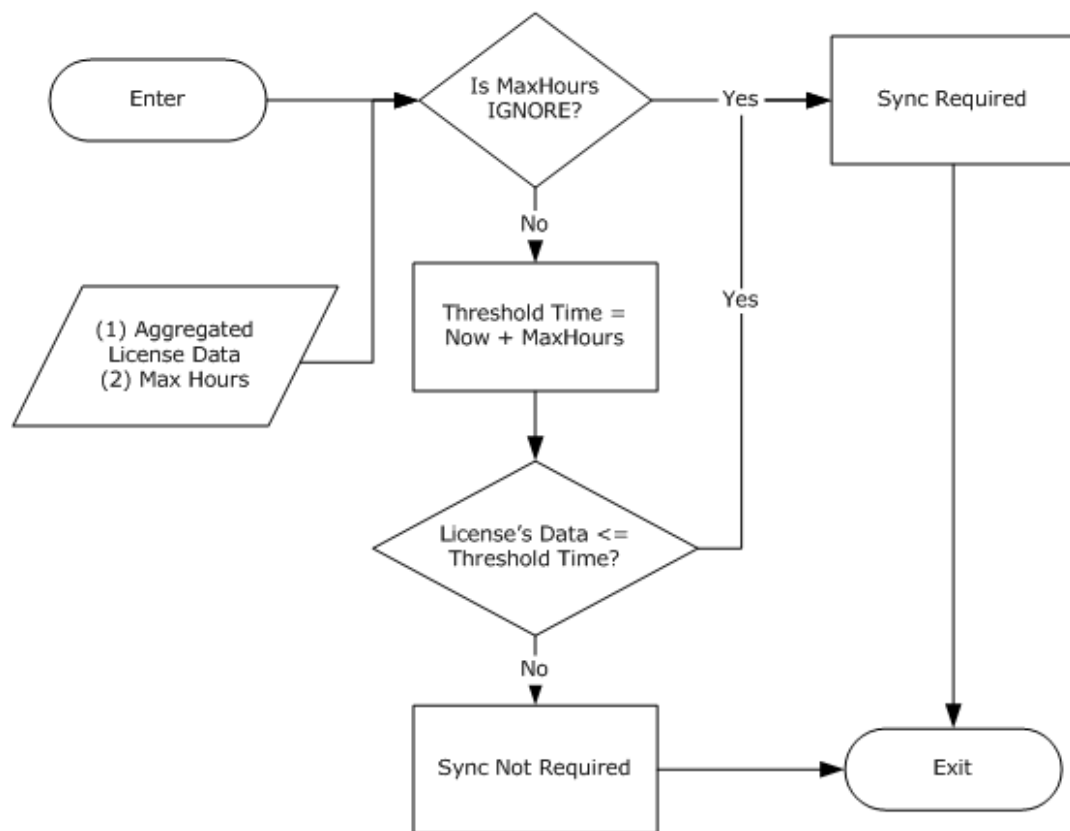 Enter
Is MaxHours
IGNORE?
Yes
Sync Required
No
(1) Aggregated
License Data
(2) Max Hours
Threshold Time =
Now + MaxHours
Yes
License's Data <=
Threshold Time?
No
Sync Not Required
Exit